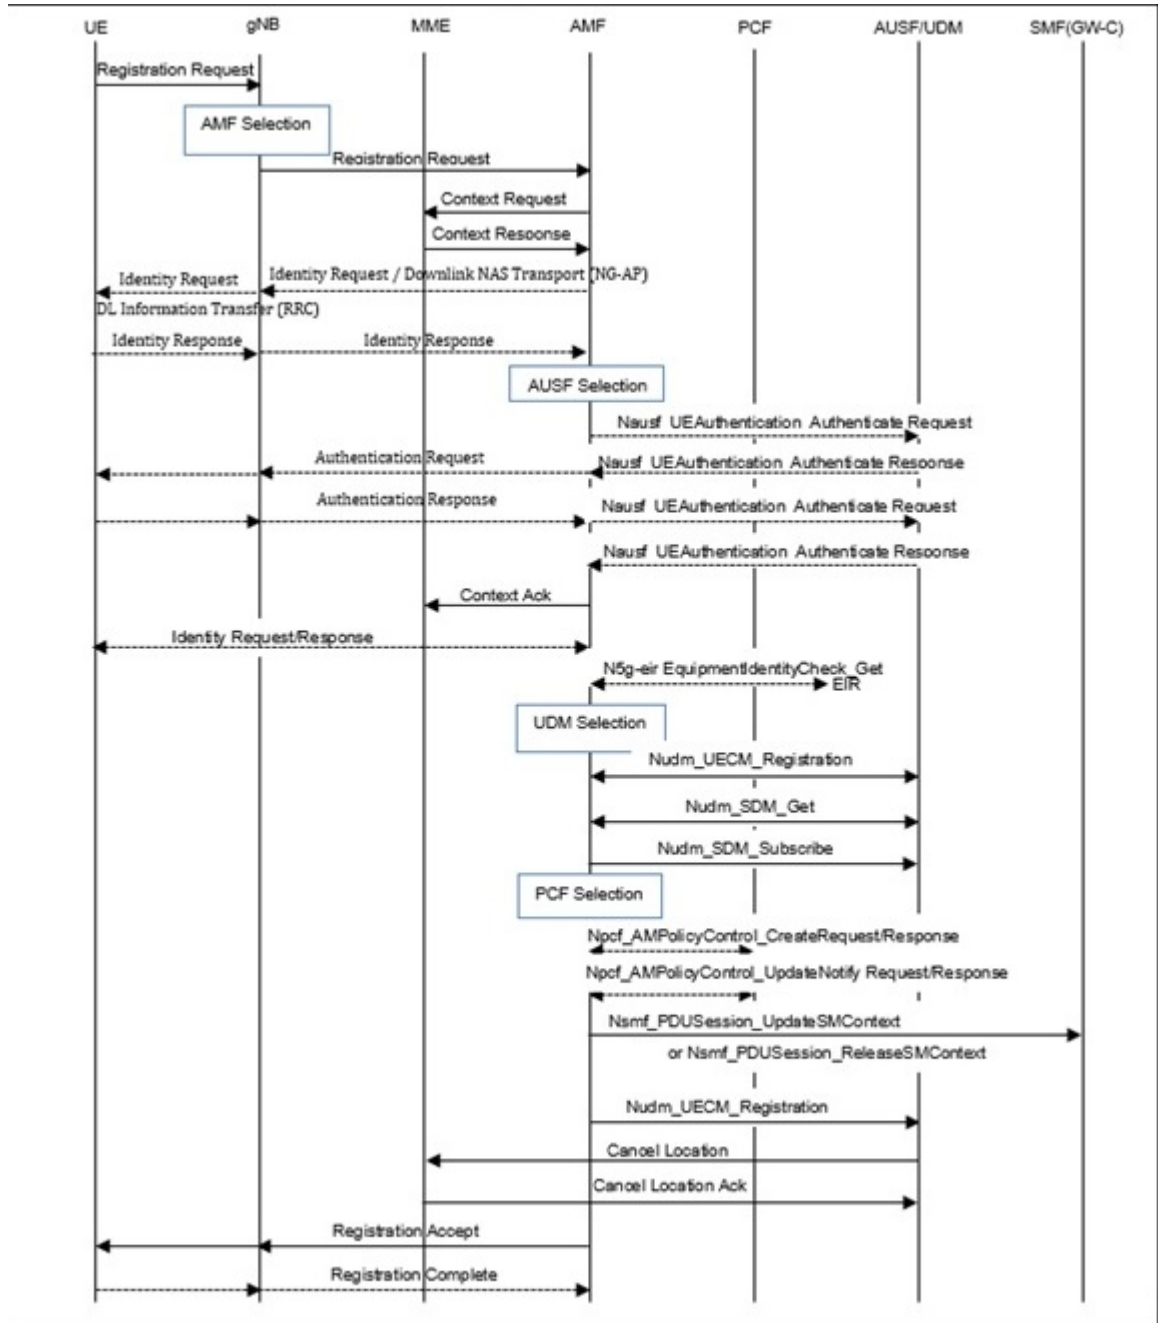 UE gNB MME AMF PCF AUSF/UDM SMF(GW-C)
Registration Request
AMF Selection
Registration Request
Context Request
Context Response
Identity Request Identity Request / Downlink NAS Transport (NG-AP)
DL Information Transfer (RRC)
Identity Response Identity Response
AUSF Selection
Nausf UEAuthentication Authenticate Request
Authentication Request Nausf UEAuthentication Authenticate Response
Authentication Response Nausf UEAuthentication Authenticate Request
Nausf UEAuthentication Authenticate Response
Context Ack
Identity Request/Response
N5g-eir EquipmentIdentityCheck_Get
EIR
UDM Selection
Nudm_UECM_Registration
Nudm_SDM_Get
Nudm_SDM_Subscribe
PCF Selection
Npcf_AMPolicyControl_CreateRequest/Response
Npcf_AMPolicyControl_UpdateNotify Request/Response
Nsmf_PDUSession_UpdateSMContext
or Nsmf_PDUSession_ReleaseSMContext
Nudm_UECM_Registration
Cancel Location
Cancel Location Ack
Registration Accept
Registration Complete